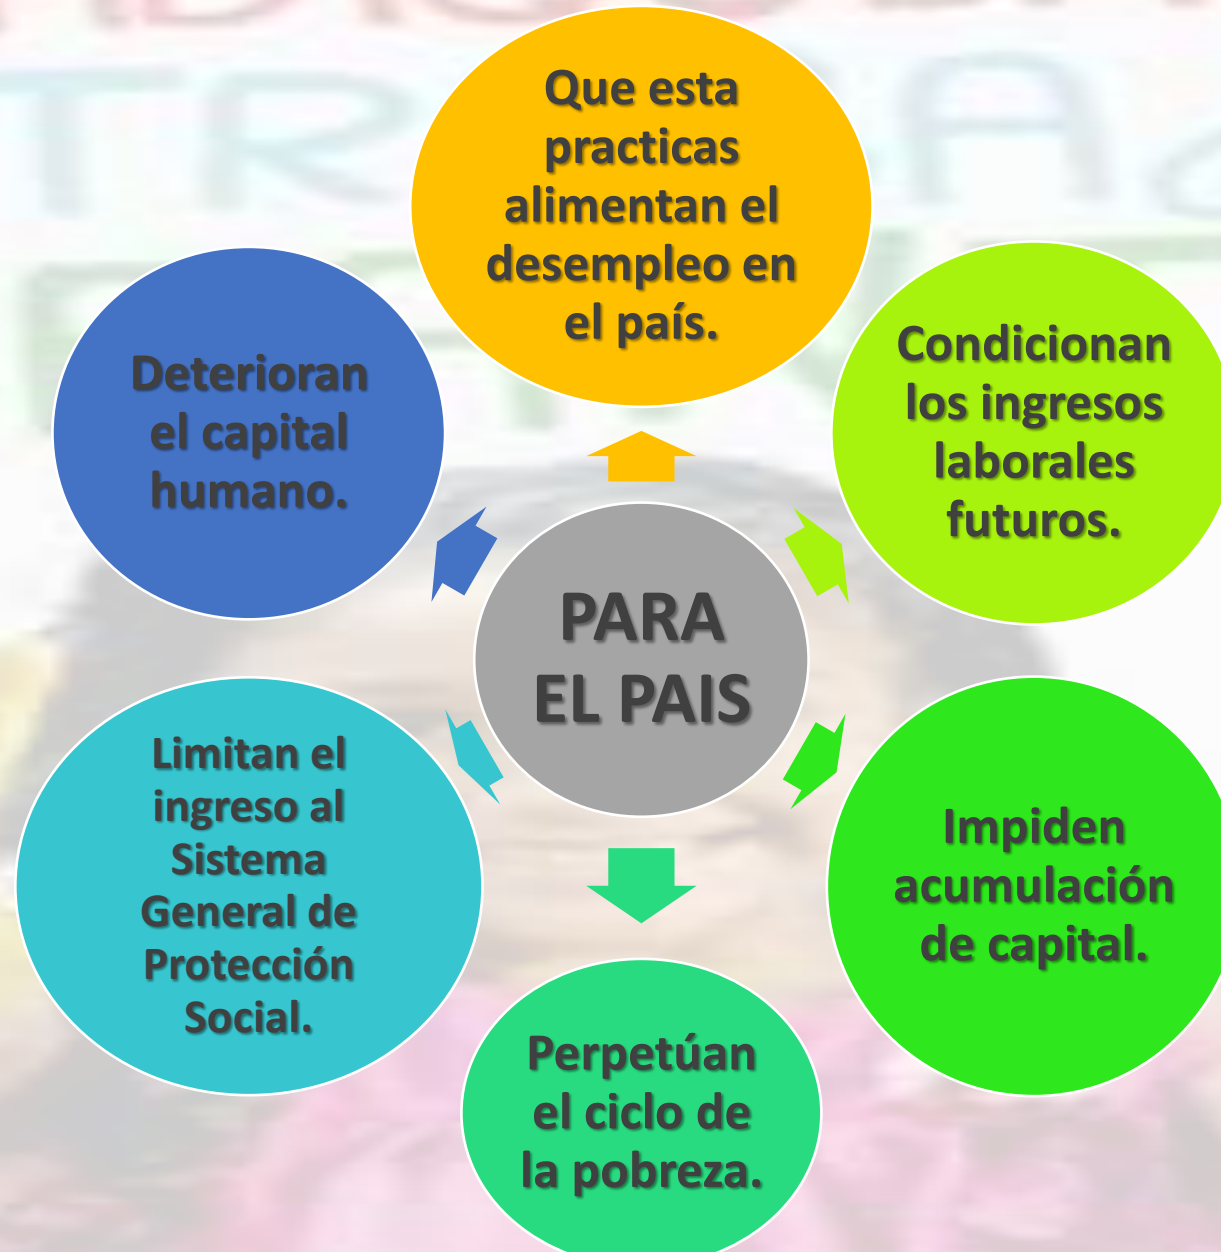 Que esta
practicas
alimentan el
desempleo en
el país.
Condicionan
los ingresos
laborales
futuros.
Impiden
acumulación
de capital.
Perpetúan
el ciclo de
la pobreza.
Limitan el
ingreso al
Sistema
General de
Protección
Social.
Deterioran
el capital
humano.
PARA
EL PAIS